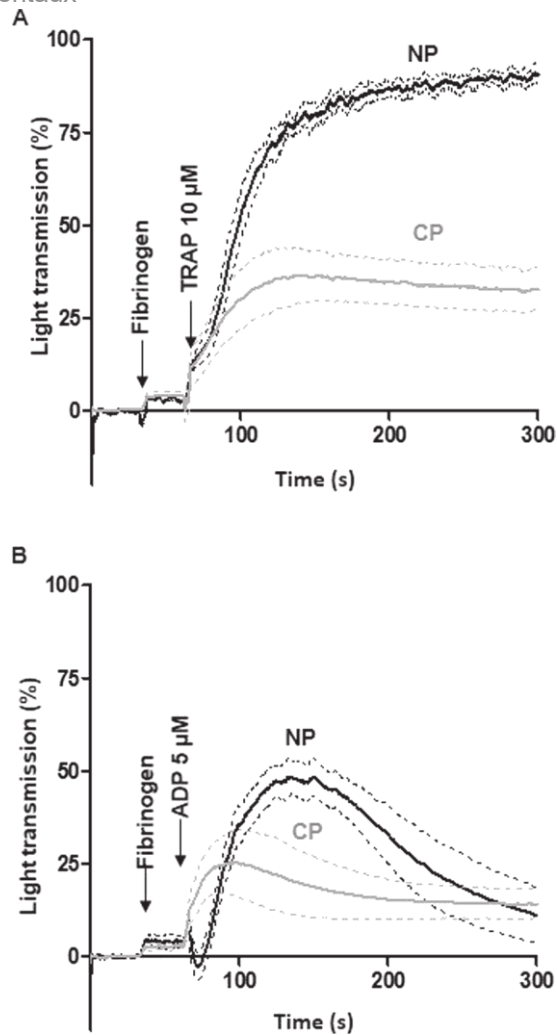 A
100
NP
75
Light transmission (%)
Fibrinogen
TRAP 10 µM
50
CP
25
0
100
200
300
Time (s)
B
100
75
Light transmission (%)
Fibrinogen
ADP 5 µM
NP
50
CP
25
0
100
200
300
Time (s)